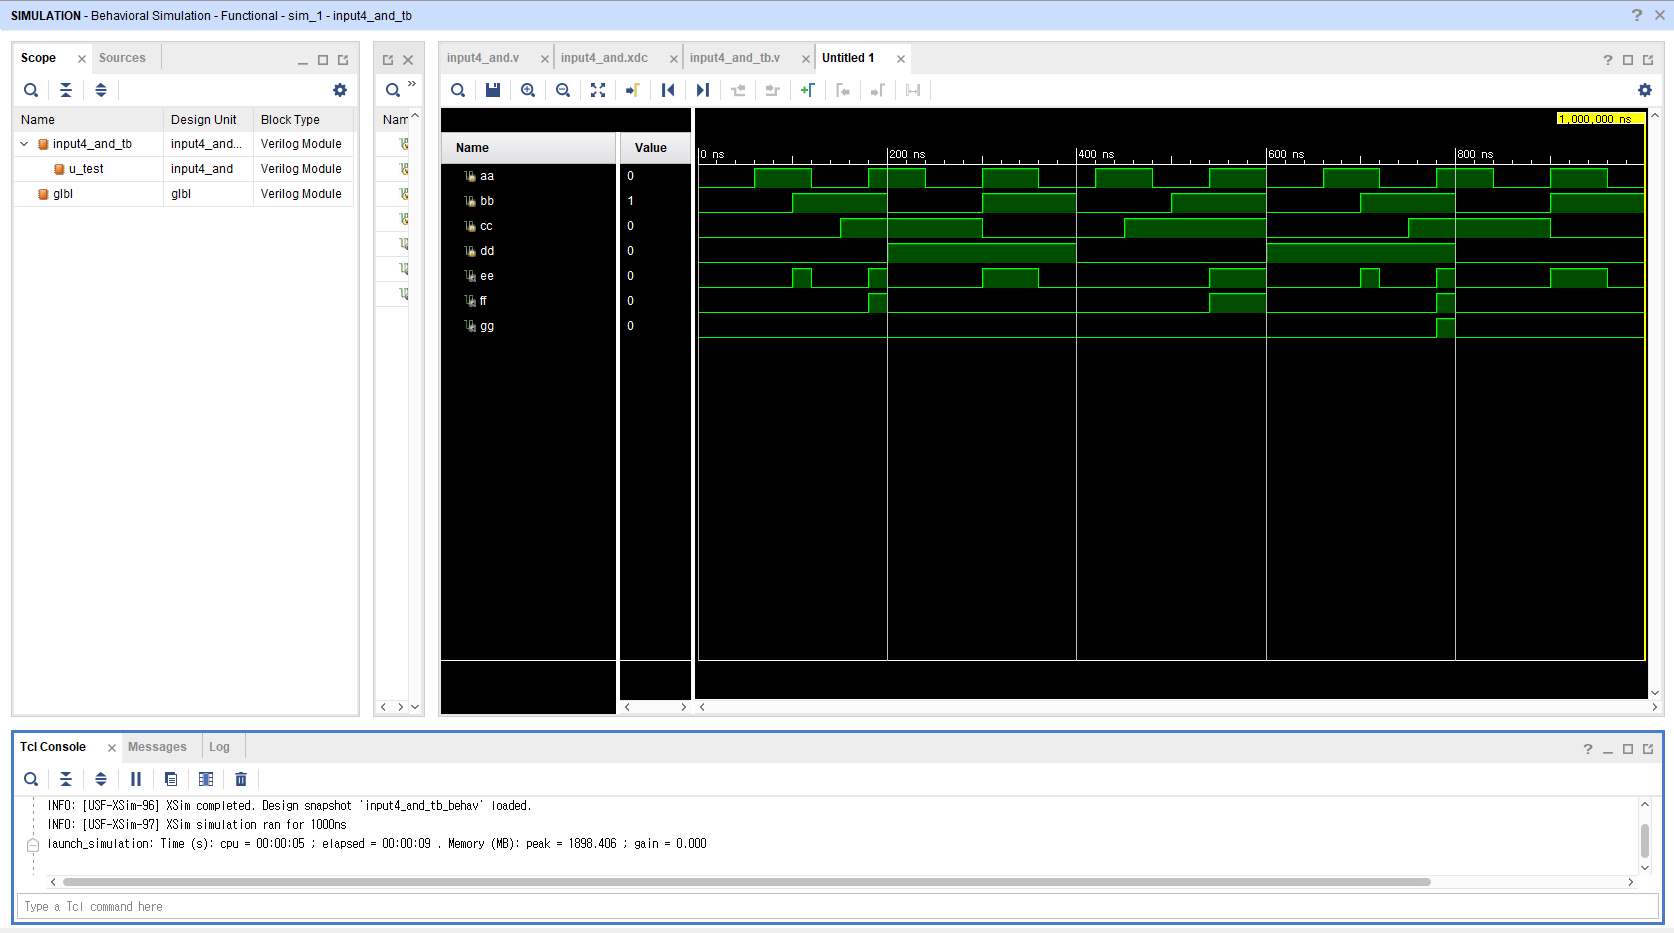 SIMULATION - Behavioral Simulation - Functional - sim_1 - input4_and_tb
Scope
Sources
Name Design Unit Block Type
input4_and_tb input4_and... Verilog Module
u_test input4_and Verilog Module
glbl glbl Verilog Module
Nam
input4_and.v
input4_and.xdc
input4_and_tb.v
Untitled 1
1,000,000 ns
Name Value
0 ns 200 ns 400 ns 600 ns 800 ns
aa 0
bb 1
cc 0
dd 0
ee 0
ff 0
gg 0
Tcl Console
Messages
Log
INFO: [USF-XSim-96] XSim completed. Design snapshot 'input4_and_tb_behav' loaded.
INFO: [USF-XSim-97] XSim simulation ran for 1000ns
launch_simulation: Time (s): cpu = 00:00:05 ; elapsed = 00:00:09 . Memory (MB): peak = 1898.406 ; gain = 0.000
Type a Tcl command here